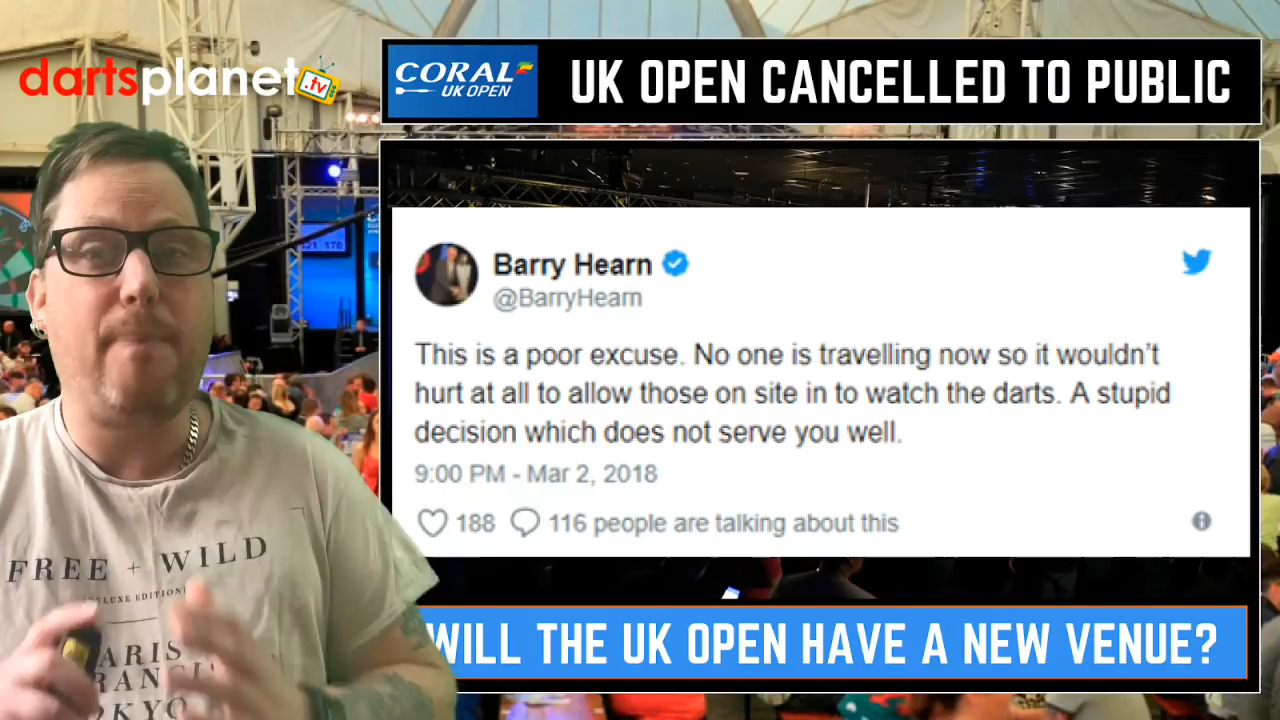 dartsplanet
.tv
CORAL
UK OPEN
UK OPEN CANCELLED TO PUBLIC
Barry Hearn
@BarryHearn
This is a poor excuse. No one is travelling now so it wouldn't
hurt at all to allow those on site in to watch the darts. A stupid
decision which does not serve you well.
9:00 PM - Mar 2, 2018
188
116 people are talking about this
WILL THE UK OPEN HAVE A NEW VENUE?
FREE + WILD